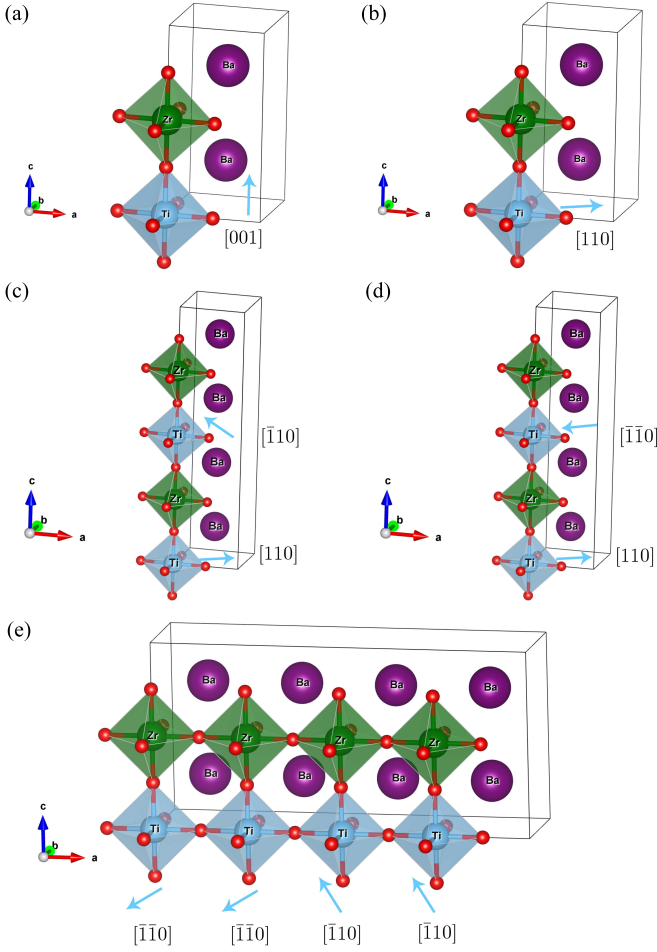 (a)
Ba
Zr
Ba
c
b
a
Ti
[001]
(b)
Ba
Zr
Ba
c
b
a
Ti
[110]
(c)
Ba
Zr
Ba
Ti
[1̄10]
Ba
c
b
a
Zr
Ba
Ti
[110]
(d)
Ba
Zr
Ba
Ti
[1̄1̄0]
Ba
c
b
a
Zr
Ba
Ti
[110]
(e)
Ba Ba Ba Ba
Zr Zr Zr Zr
Ba Ba Ba Ba
c
b
a
Ti Ti Ti Ti
[1̄1̄0] [1̄1̄0] [1̄10] [1̄10]